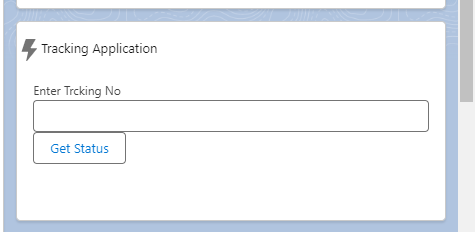 Tracking Application
Enter Trcking No
Get Status